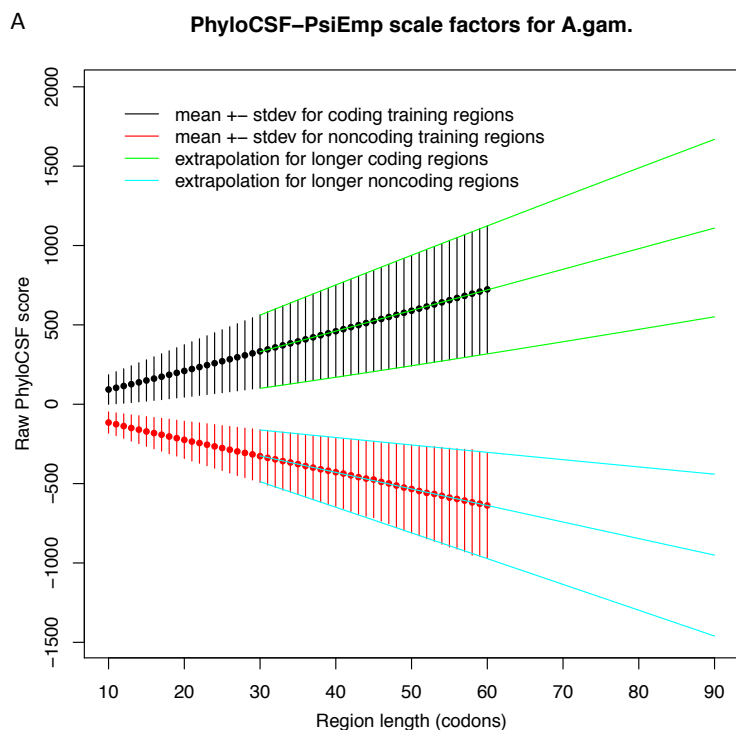 A
PhyloCSF−PsiEmp scale factors for A.gam.
mean +− stdev for coding training regions
mean +− stdev for noncoding training regions
extrapolation for longer coding regions
extrapolation for longer noncoding regions
Raw PhyloCSF score
2000
1500
1000
500
0
−500
−1000
−1500
10 20 30 40 50 60 70 80 90
Region length (codons)